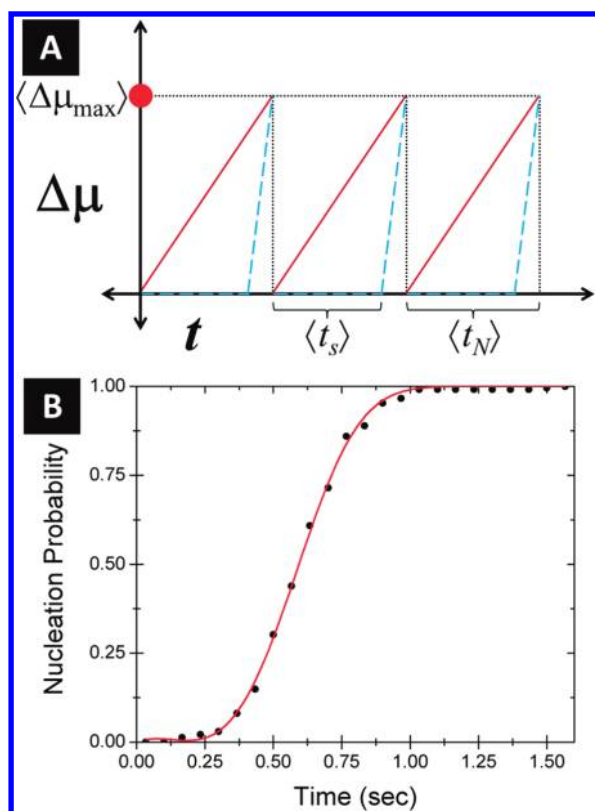 A
⟨Δμmax⟩
Δμ
t
⟨ts⟩
⟨tN⟩
B
1.00
0.75
0.50
0.25
0.00
Nucleation Probability
0.00 0.25 0.50 0.75 1.00 1.25 1.50
Time (sec)